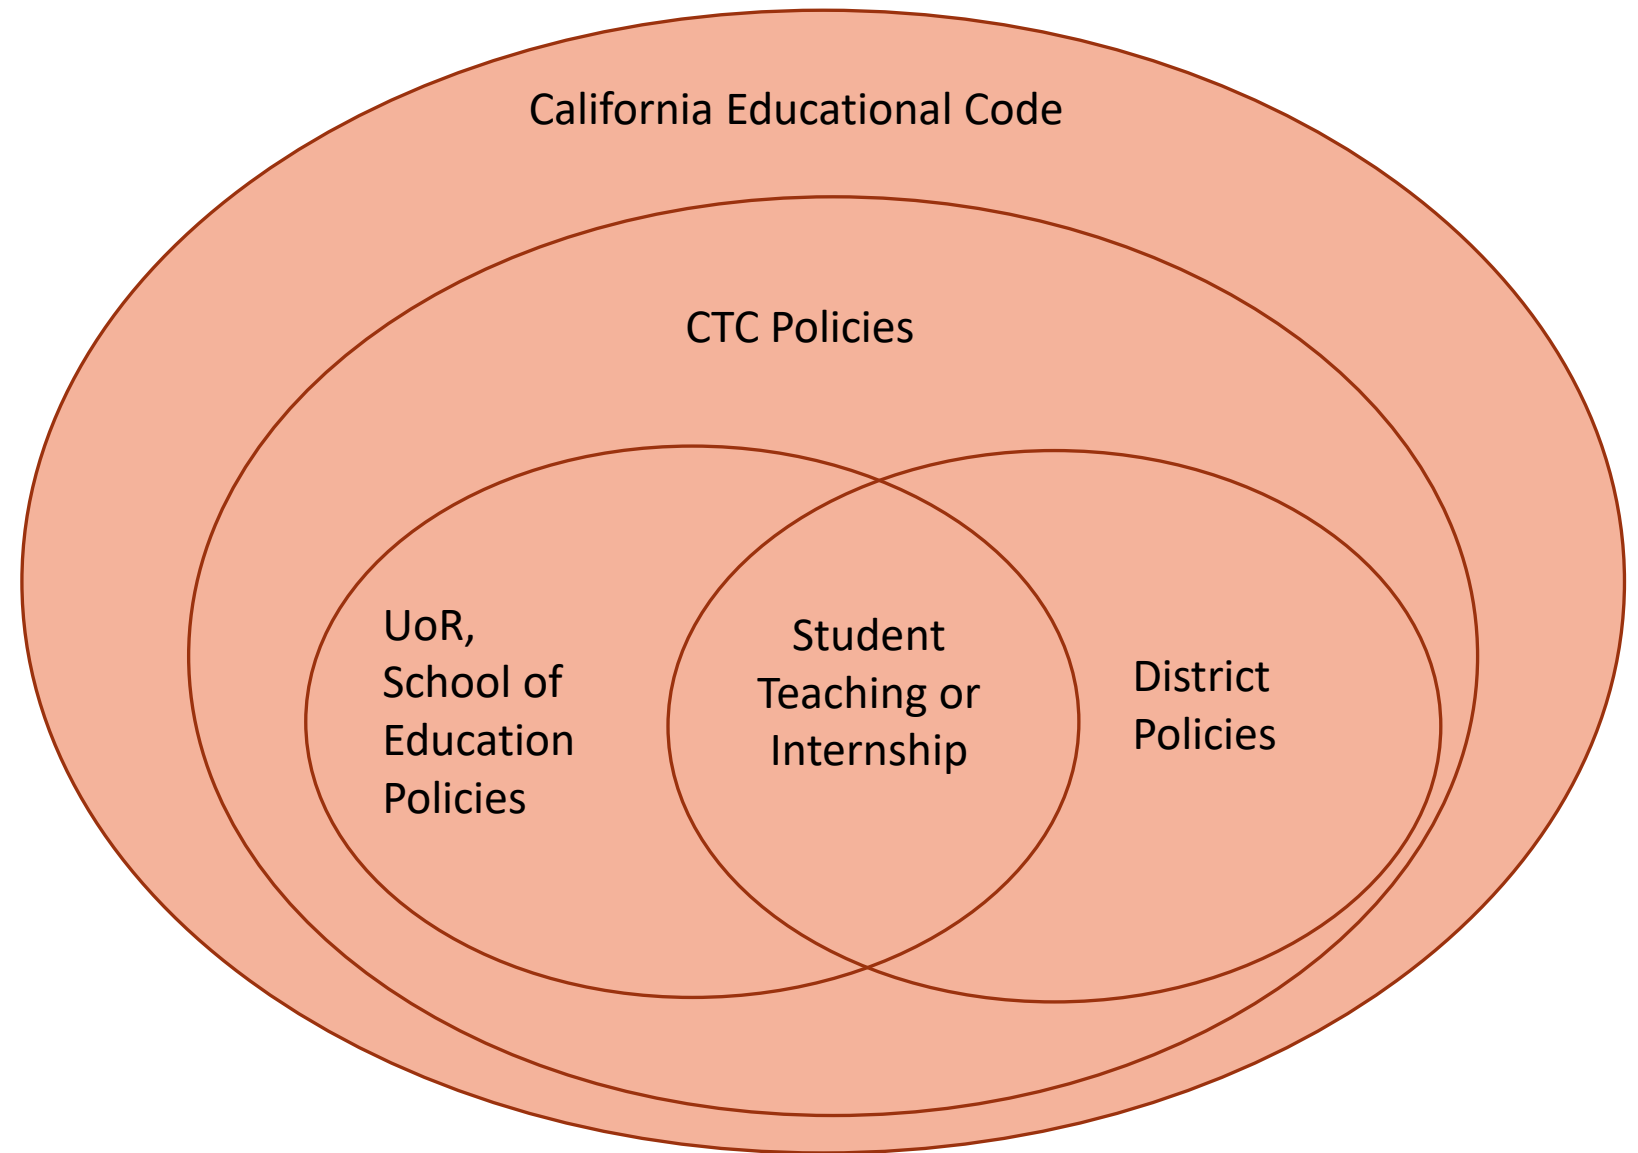 California Educational Code
CTC Policies
UoR,
School of
Education
Policies
Student
Teaching or
Internship
District
Policies